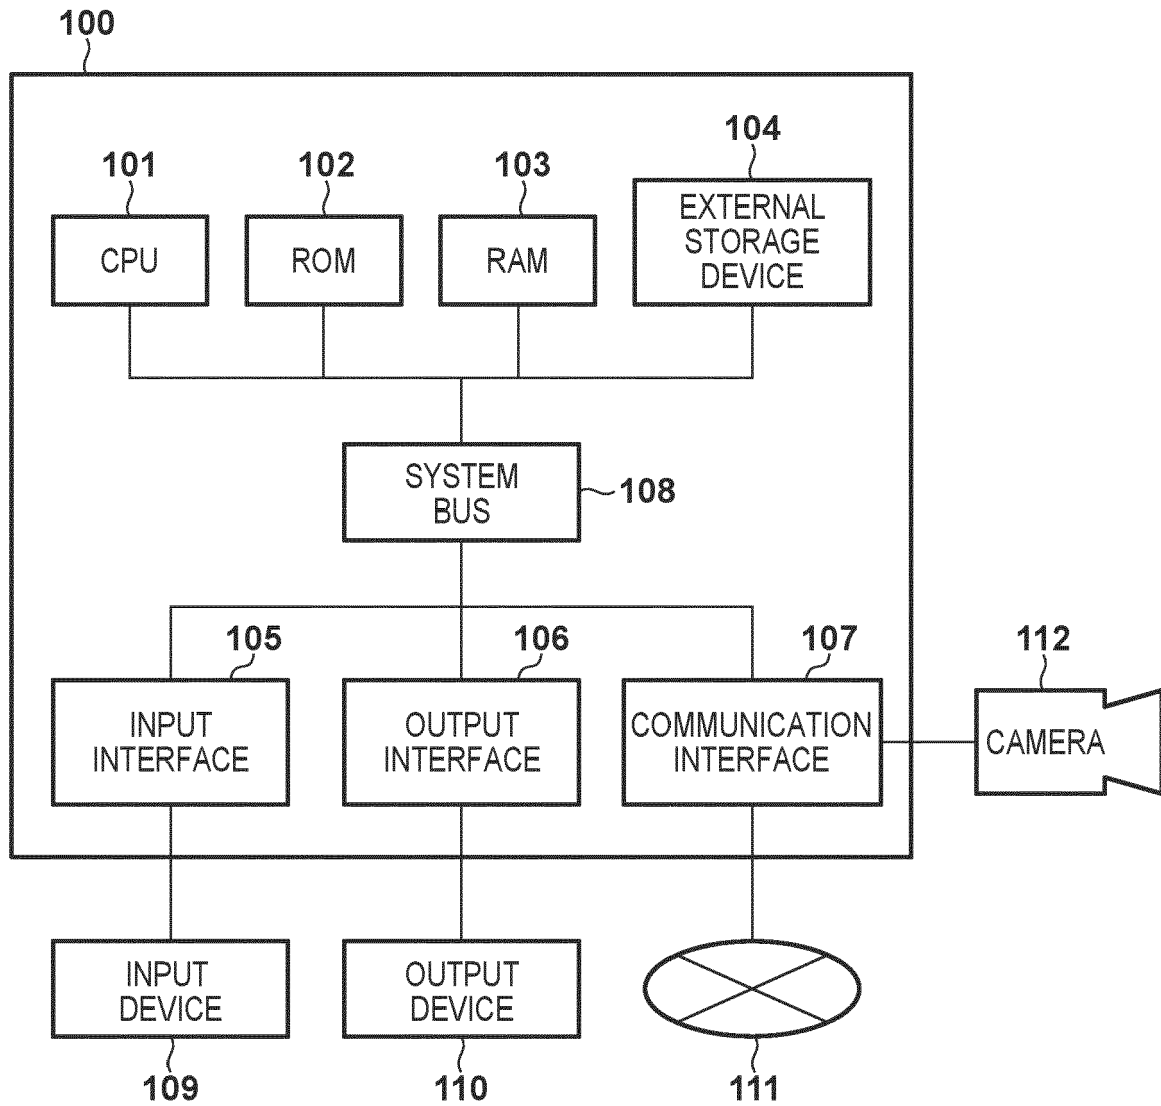 100
101
102
103
104
CPU
ROM
RAM
EXTERNAL
STORAGE
DEVICE
SYSTEM
BUS
108
105
106
107
112
INPUT
INTERFACE
OUTPUT
INTERFACE
COMMUNICATION
INTERFACE
CAMERA
INPUT
DEVICE
OUTPUT
DEVICE
109
110
111